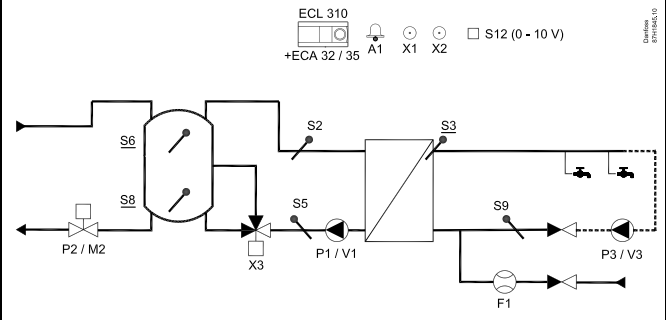 ECL 310
+ECA 32 / 35
A1
X1
X2
S12 (0 - 10 V)
Danfoss
87H1845.10
S6
S2
S3
S8
S5
S9
P2 / M2
X3
P1 / V1
P3 / V3
F1